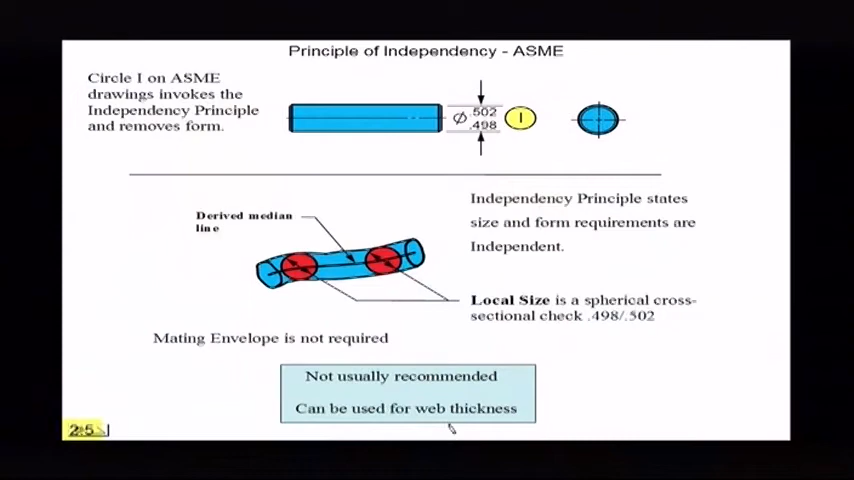 Principle of Independency - ASME
Circle I on ASME
drawings invokes the
Independency Principle
and removes form.
∅ .502
.498
I
Derived median
line
Independency Principle states
size and form requirements are
Independent.
Local Size is a spherical cross-
sectional check .498/.502
Mating Envelope is not required
Not usually recommended
Can be used for web thickness
2.5